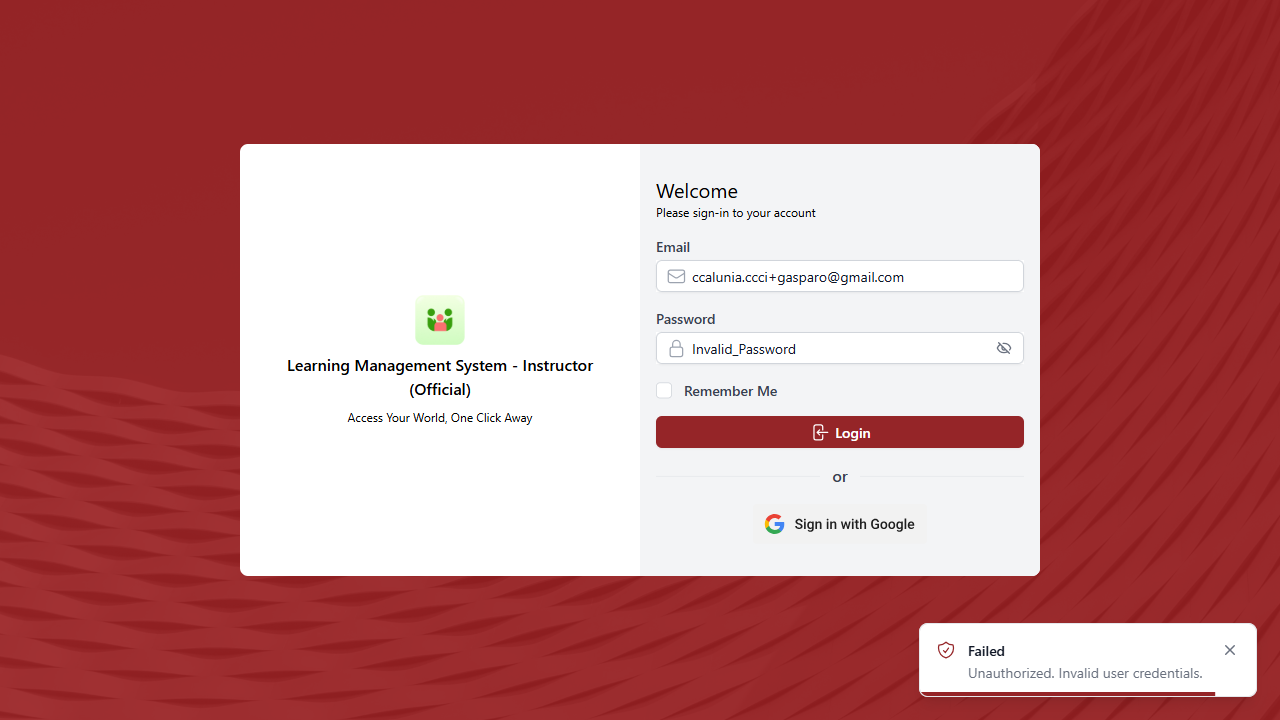 Learning Management System - Instructor
(Official)
Access Your World, One Click Away
Welcome
Please sign-in to your account
Email
ccalunia.ccci+gasparo@gmail.com
Password
Invalid_Password
Remember Me
Login
or
Sign in with Google
Failed
Unauthorized. Invalid user credentials.